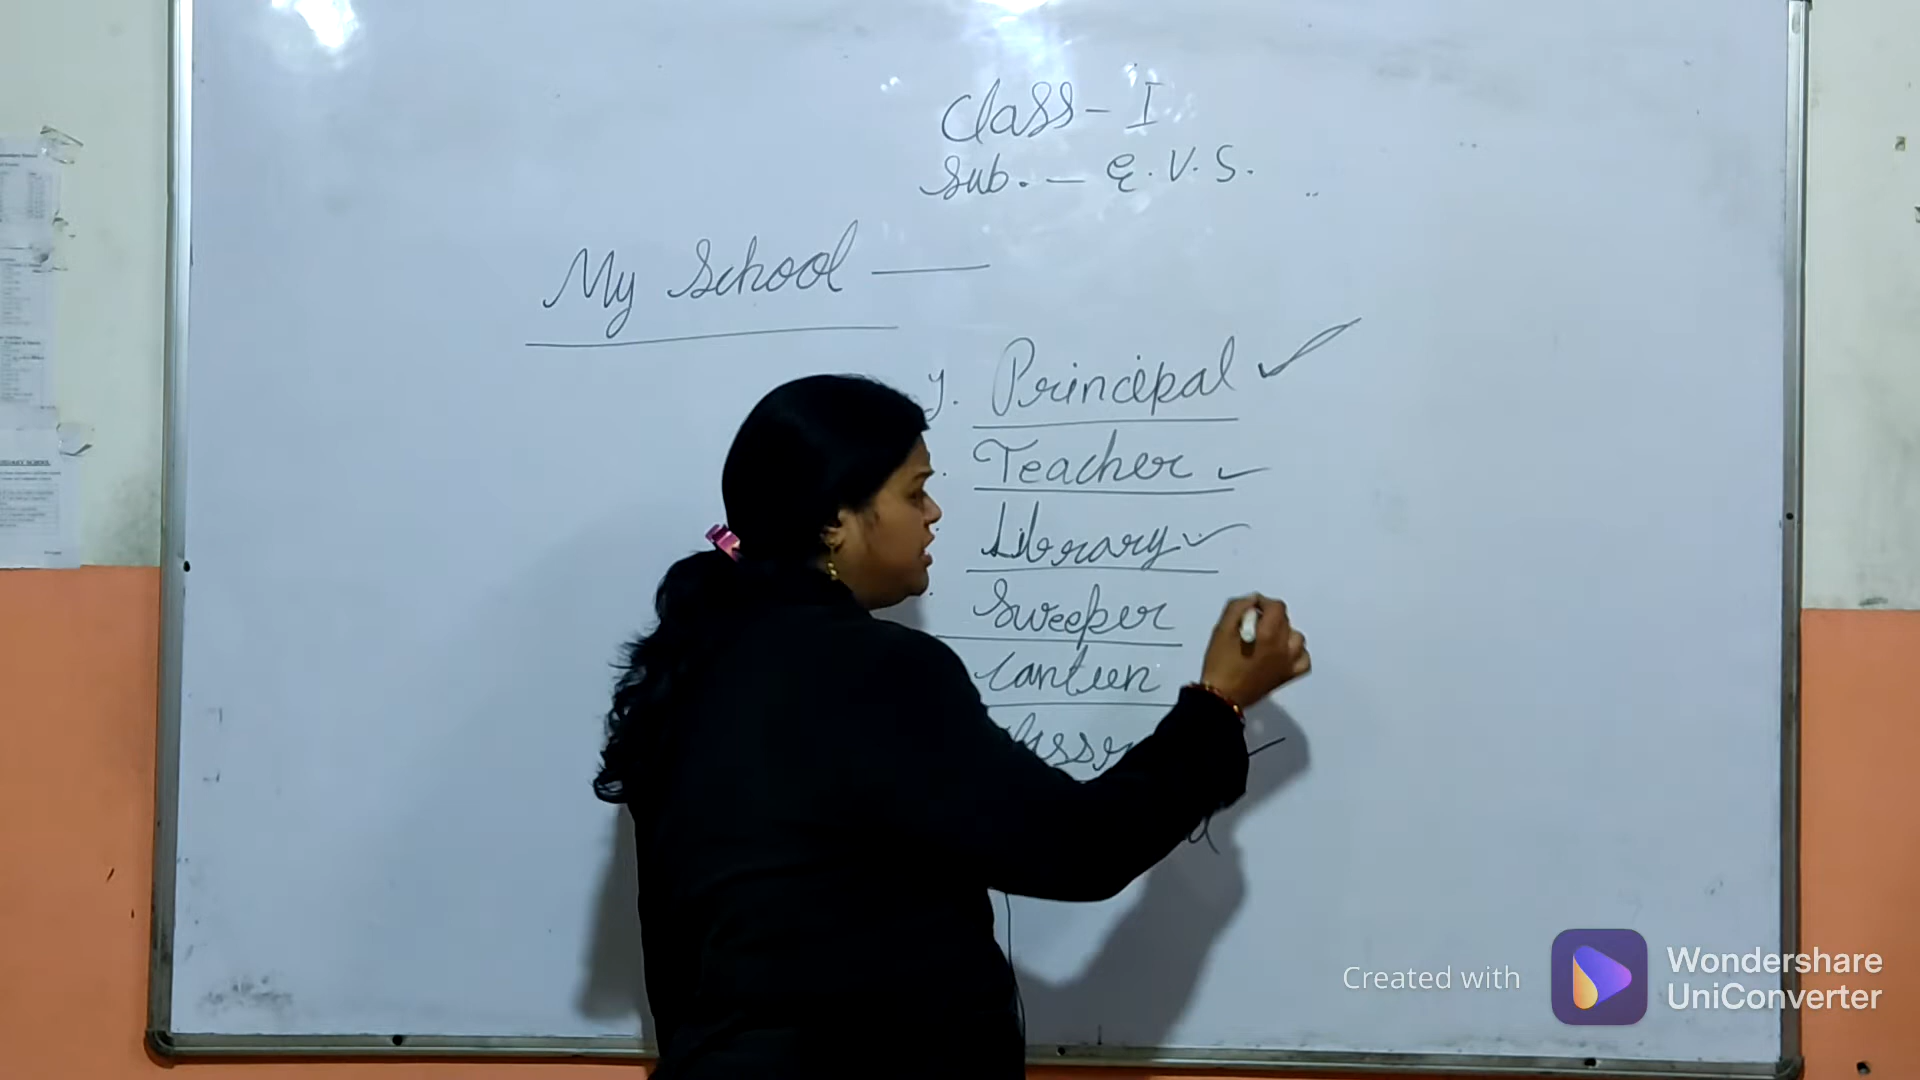 Class - I
Sub. - E.V.S.
My School —
1. Principal ✓
Teacher ✓
Library ✓
Sweeper
Canteen
Created with
Wondershare
UniConverter